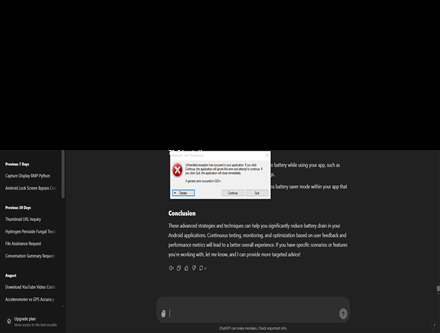 Previous 7 Days
Capture Display BMP Python
Android Lock Screen Bypass Con
Previous 30 Days
Thumbnail URL Inquiry
Hydrogen Peroxide Fungal Treat
File Assistance Request
Conversation Summary Request
August
Download YouTube Video Colab
Accelerometer vs GPS Accuracy
Upgrade plan
More access to the best models
Unhandled exception has occurred in your application. If you click
Continue, the application will ignore this error and attempt to continue. If
you click Quit, the application will close immediately.
A generic error occurred in GDI+.
Details
Continue
Quit
battery while using your app, such as
battery saver mode within your app that
Conclusion
These advanced strategies and techniques can help you significantly reduce battery drain in your
Android applications. Continuous testing, monitoring, and optimization based on user feedback and
performance metrics will lead to a better overall experience. If you have specific scenarios or features
you're working with, let me know, and I can provide more targeted advice!
ChatGPT can make mistakes. Check important info.